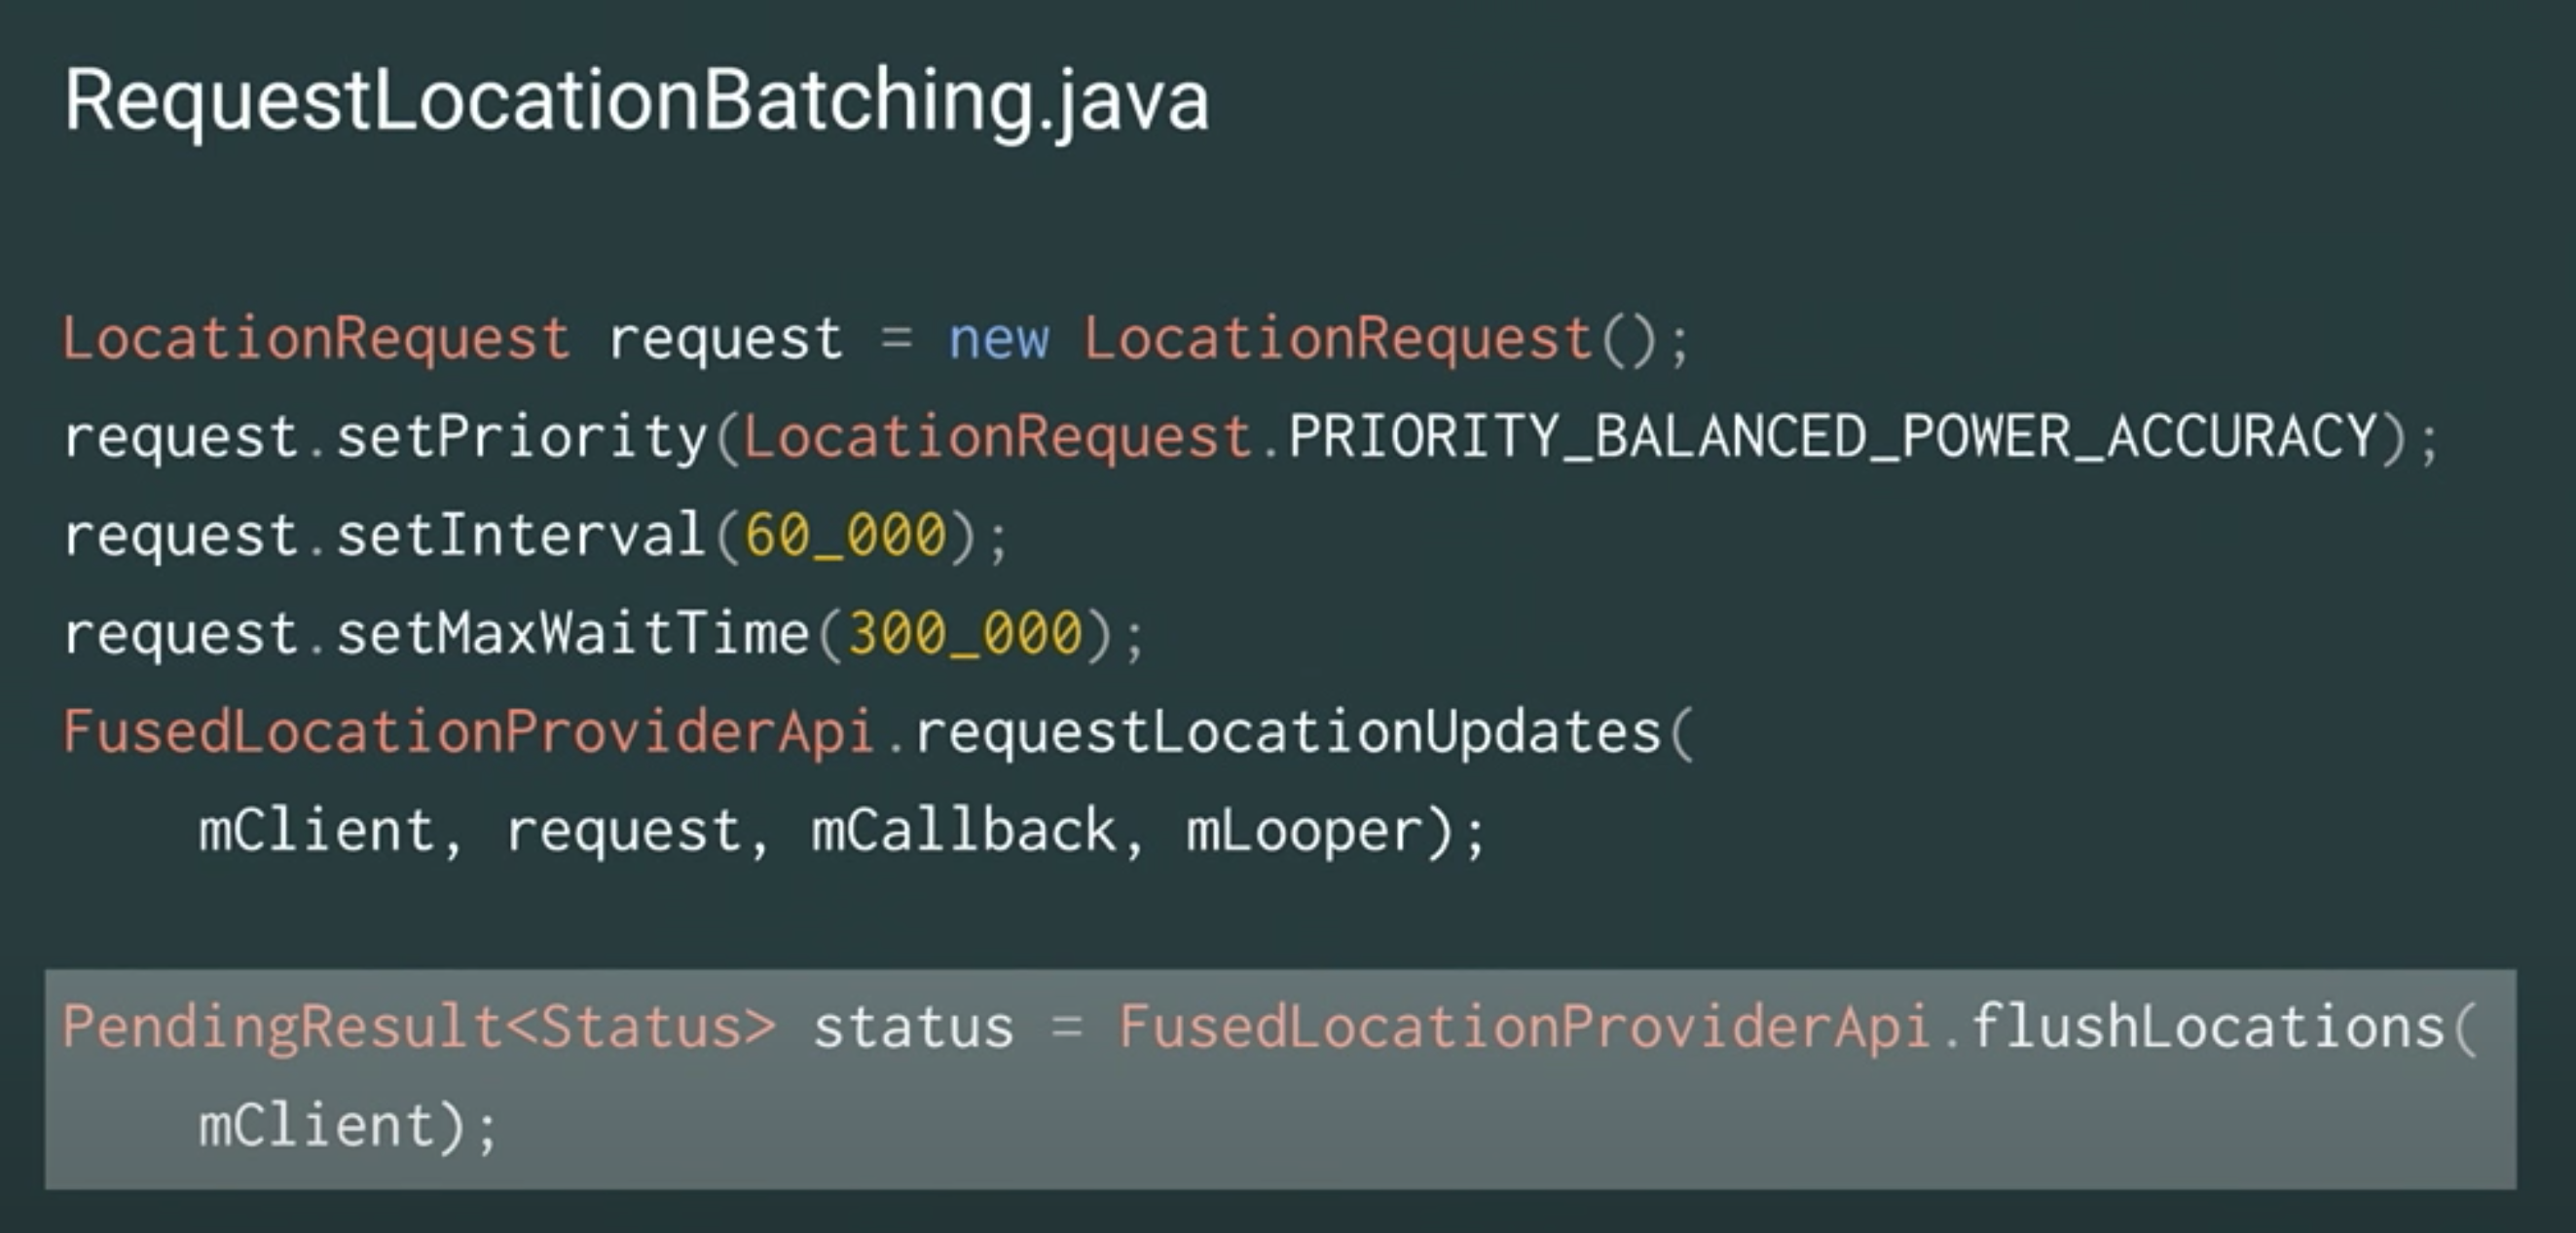 RequestLocationBatching.java
LocationRequest request = new LocationRequest();
request.setPriority(LocationRequest.PRIORITY_BALANCED_POWER_ACCURACY);
request.setInterval(60_000);
request.setMaxWaitTime(300_000);
FusedLocationProviderApi.requestLocationUpdates(
    mClient, request, mCallback, mLooper);
PendingResult<Status> status = FusedLocationProviderApi.flushLocations(
    mClient);